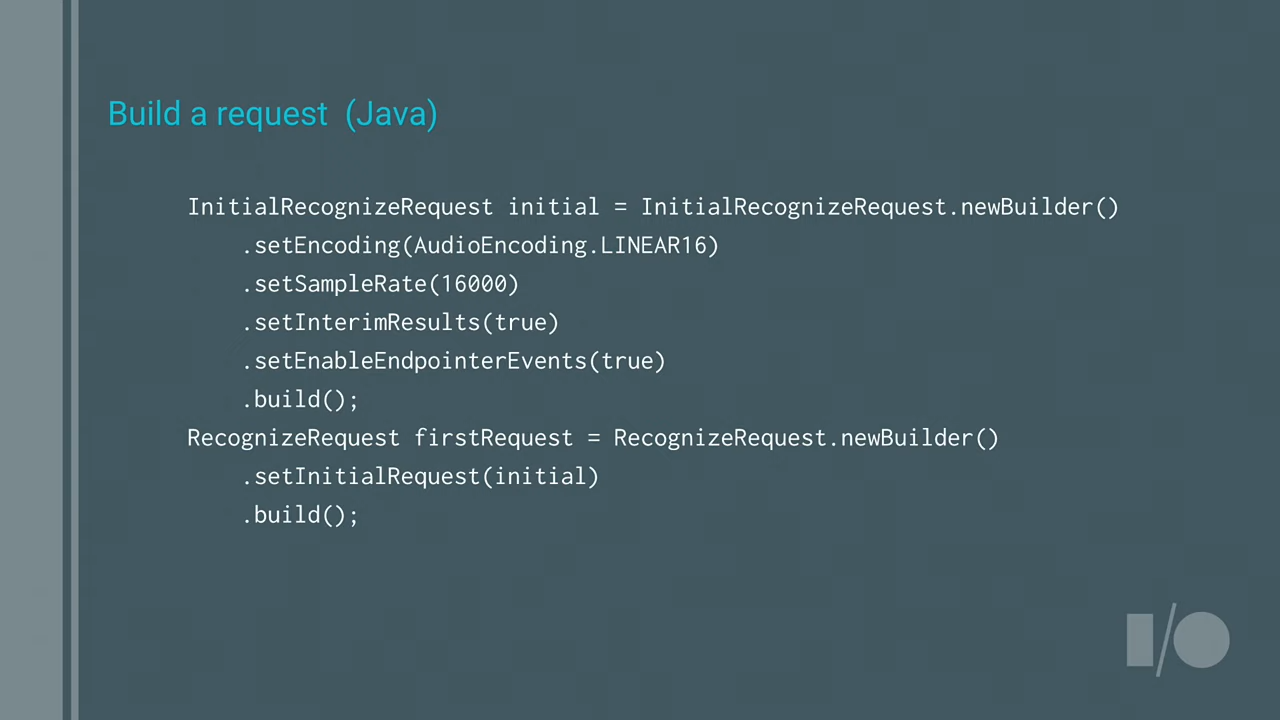 Build a request (Java)
InitialRecognizeRequest initial = InitialRecognizeRequest.newBuilder()
.setEncoding(AudioEncoding.LINEAR16)
.setSampleRate(16000)
.setInterimResults(true)
.setEnableEndpointerEvents(true)
.build();
RecognizeRequest firstRequest = RecognizeRequest.newBuilder()
.setInitialRequest(initial)
.build();
I/O